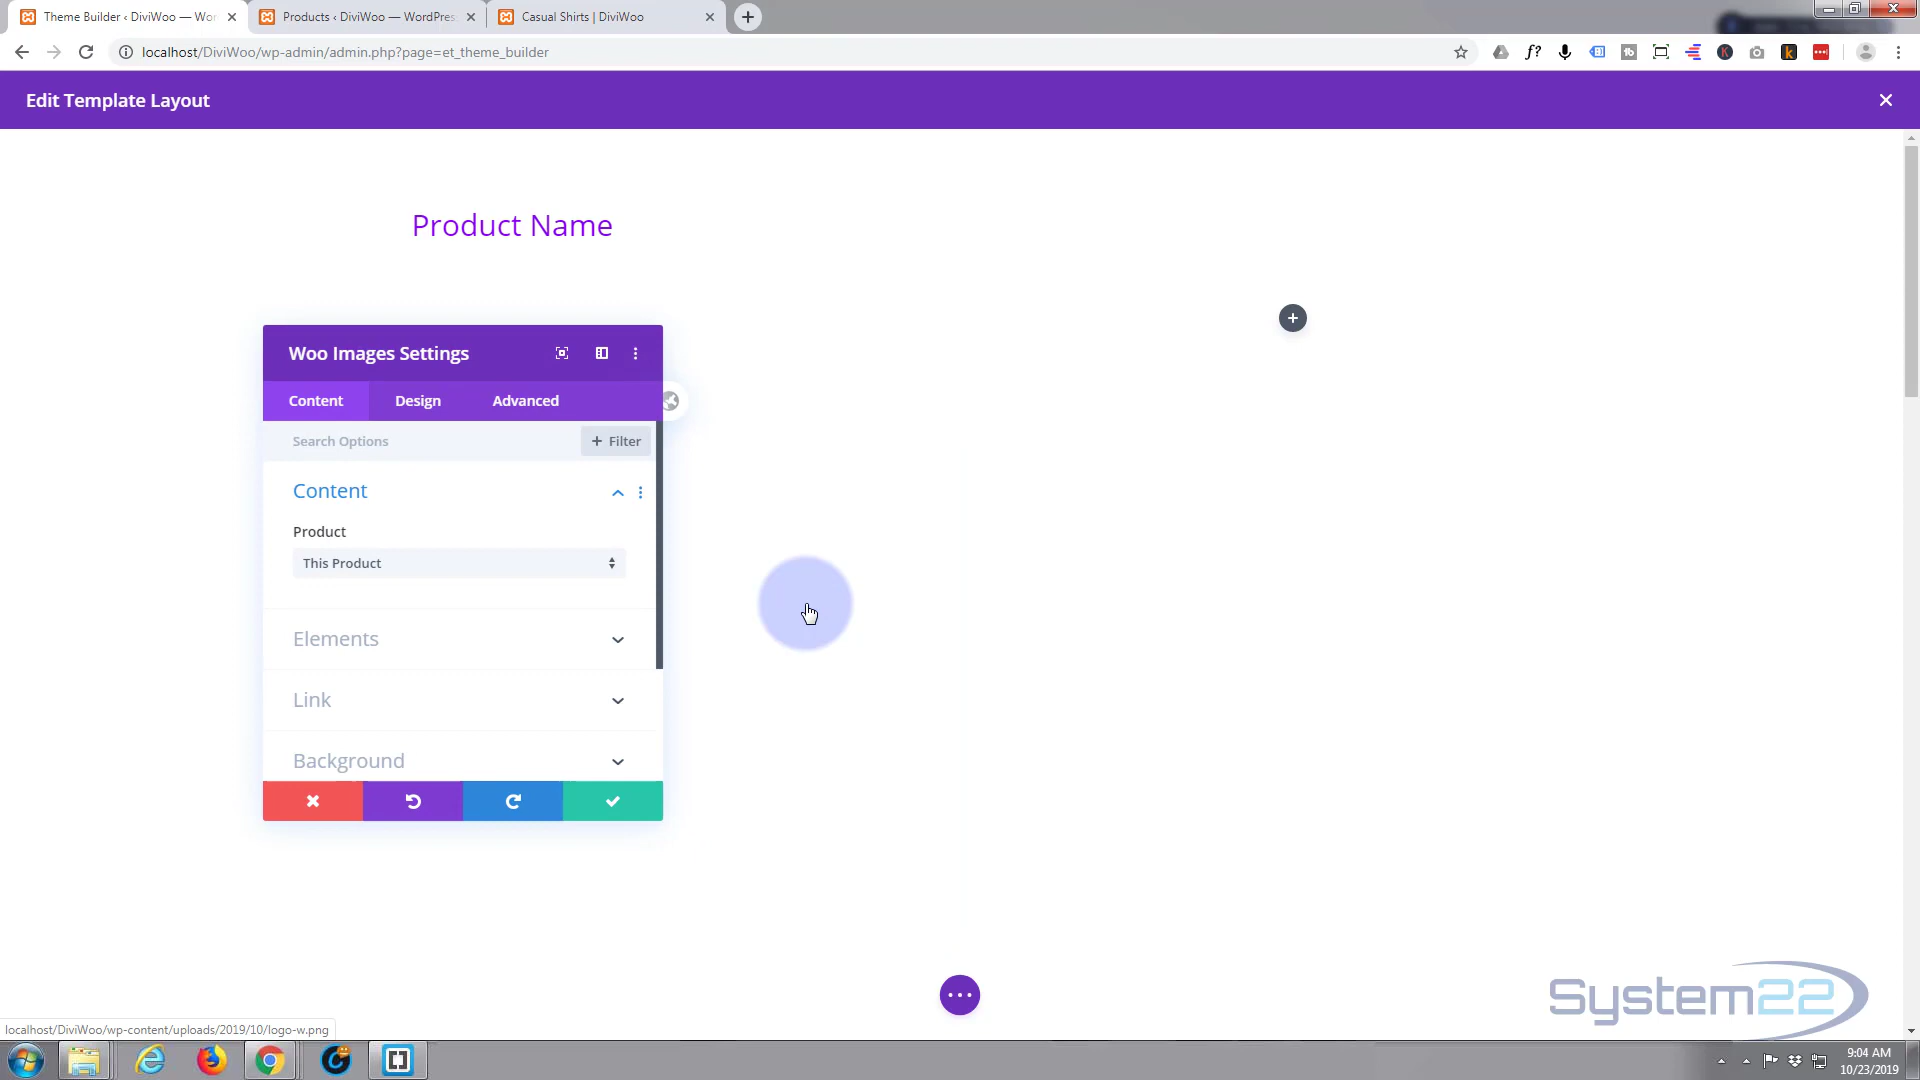 Theme Builder ‹ DiviWoo — Wor
Products ‹ DiviWoo — WordPres
Casual Shirts | DiviWoo
localhost/DiviWoo/wp-admin/admin.php?page=et_theme_builder
Edit Template Layout
Product Name
Woo Images Settings
Content
Design
Advanced
Search Options
+ Filter
Content
Product
This Product
Elements
Link
Background
System22
localhost/DiviWoo/wp-content/uploads/2019/10/logo-w.png
9:04 AM
10/23/2019